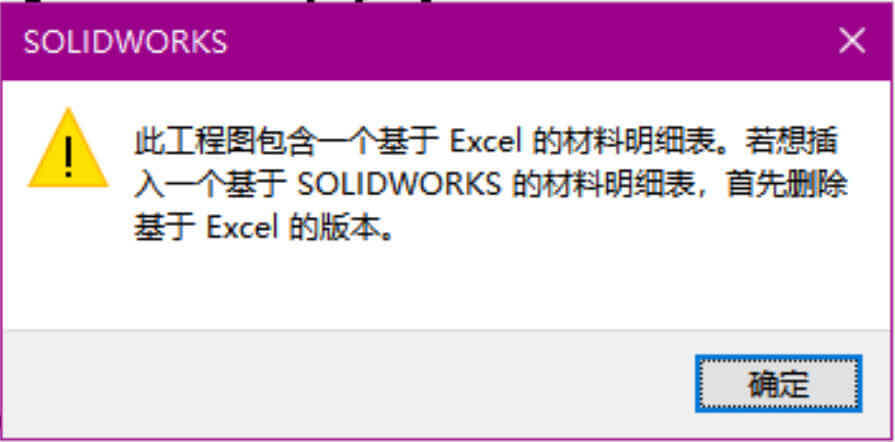 SOLIDWORKS
此工程图包含一个基于 Excel 的材料明细表。若想插
入一个基于 SOLIDWORKS 的材料明细表，首先删除
基于 Excel 的版本。
确定